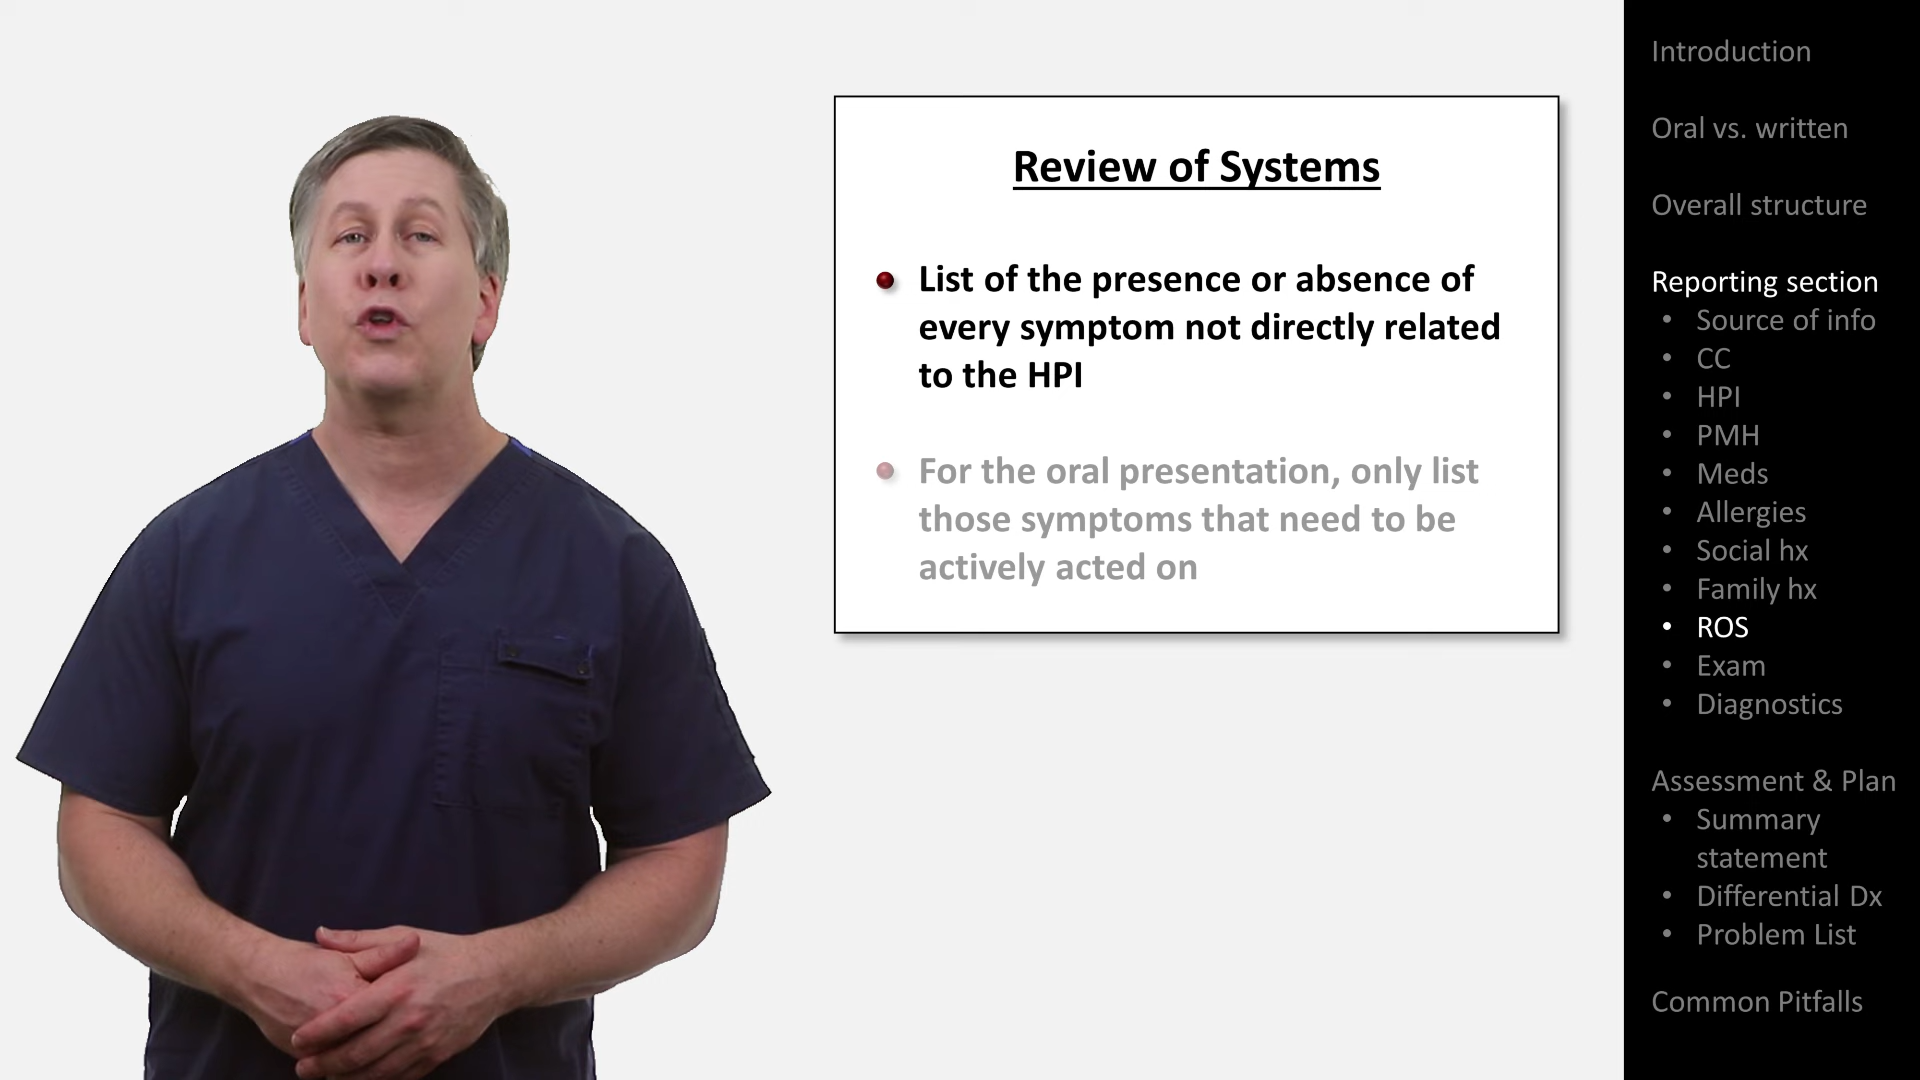 Review of Systems
List of the presence or absence of
every symptom not directly related
to the HPI
For the oral presentation, only list
those symptoms that need to be
actively acted on
Introduction
Oral vs. written
Overall structure
Reporting section
• Source of info
• CC
• HPI
• PMH
• Meds
• Allergies
• Social hx
• Family hx
• ROS
• Exam
• Diagnostics
Assessment & Plan
• Summary
statement
• Differential Dx
• Problem List
Common Pitfalls